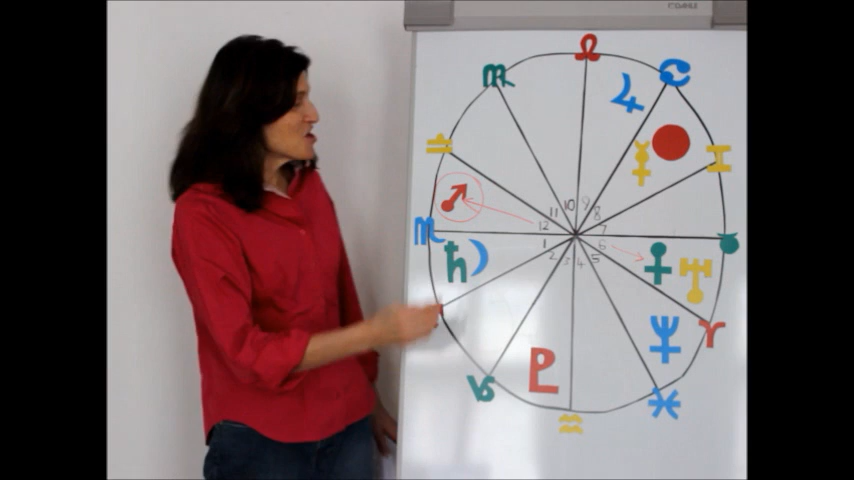 ♌
♍ ♃ ♋
♎ ☿ ♊
♂ 11 10 9 8
12 7
♏ 1 6 ♉
♄ ☽ 2 3 4 5 ♀ ♅
♆ ♈
♑ ♇ ♓
♒